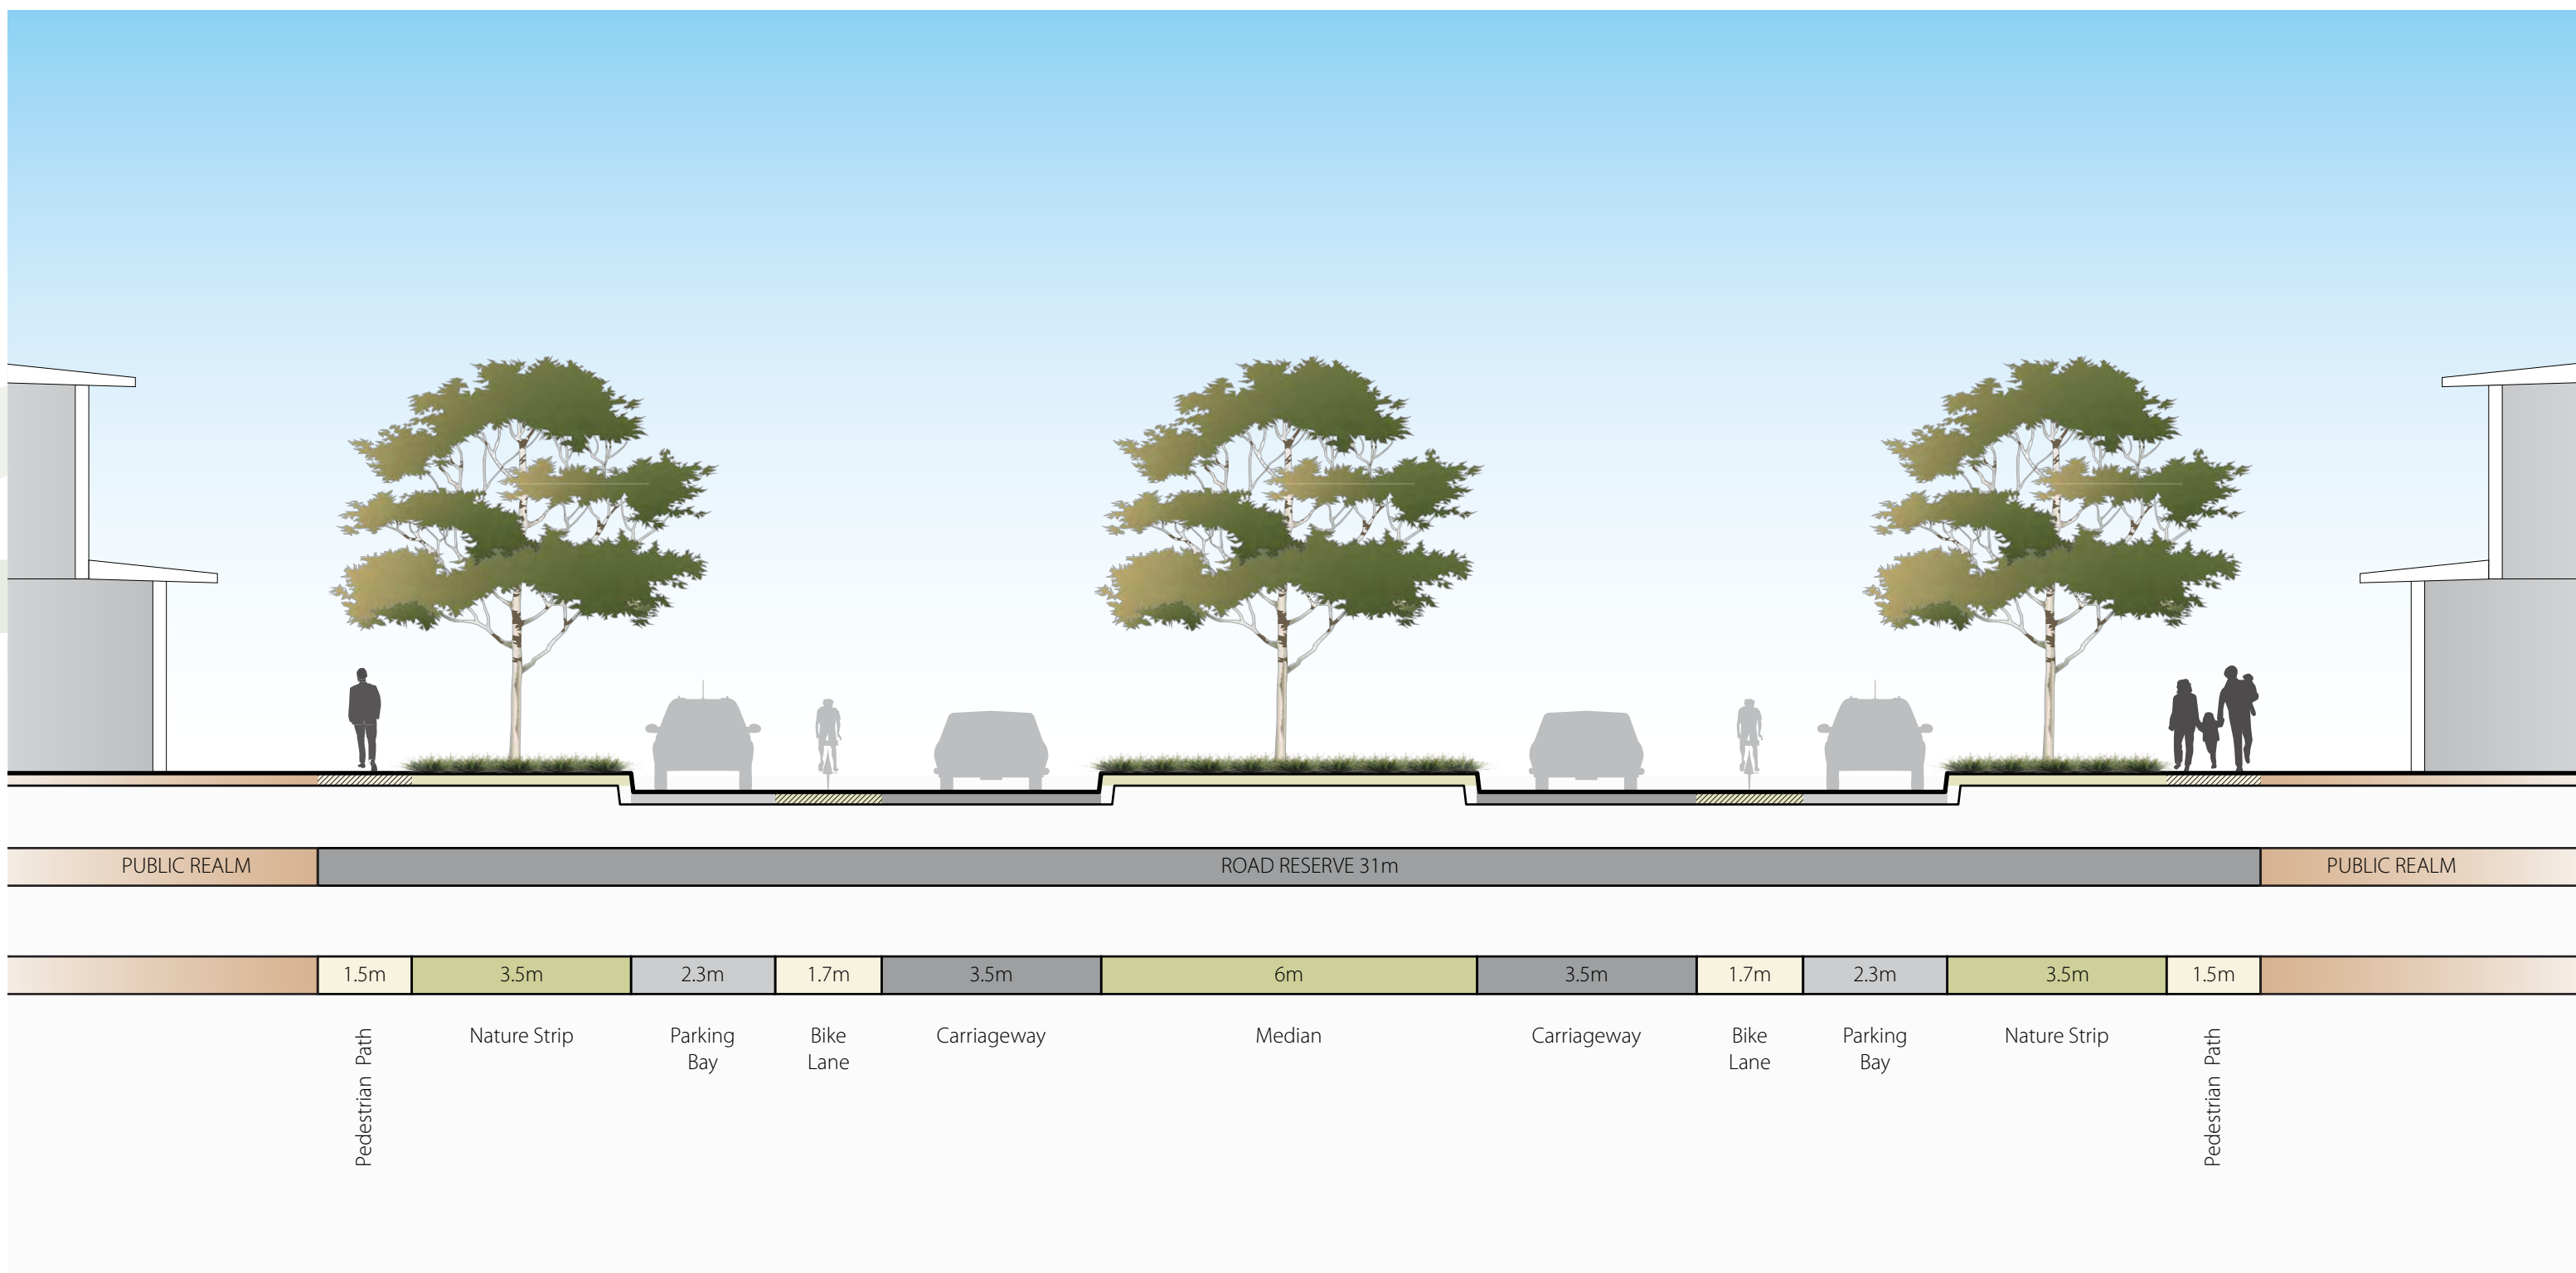 PUBLIC REALM
ROAD RESERVE 31m
PUBLIC REALM
1.5m
3.5m
2.3m
1.7m
3.5m
6m
3.5m
1.7m
2.3m
3.5m
1.5m
Pedestrian Path
Nature Strip
Parking
Bay
Bike
Lane
Carriageway
Median
Carriageway
Bike
Lane
Parking
Bay
Nature Strip
Pedestrian Path